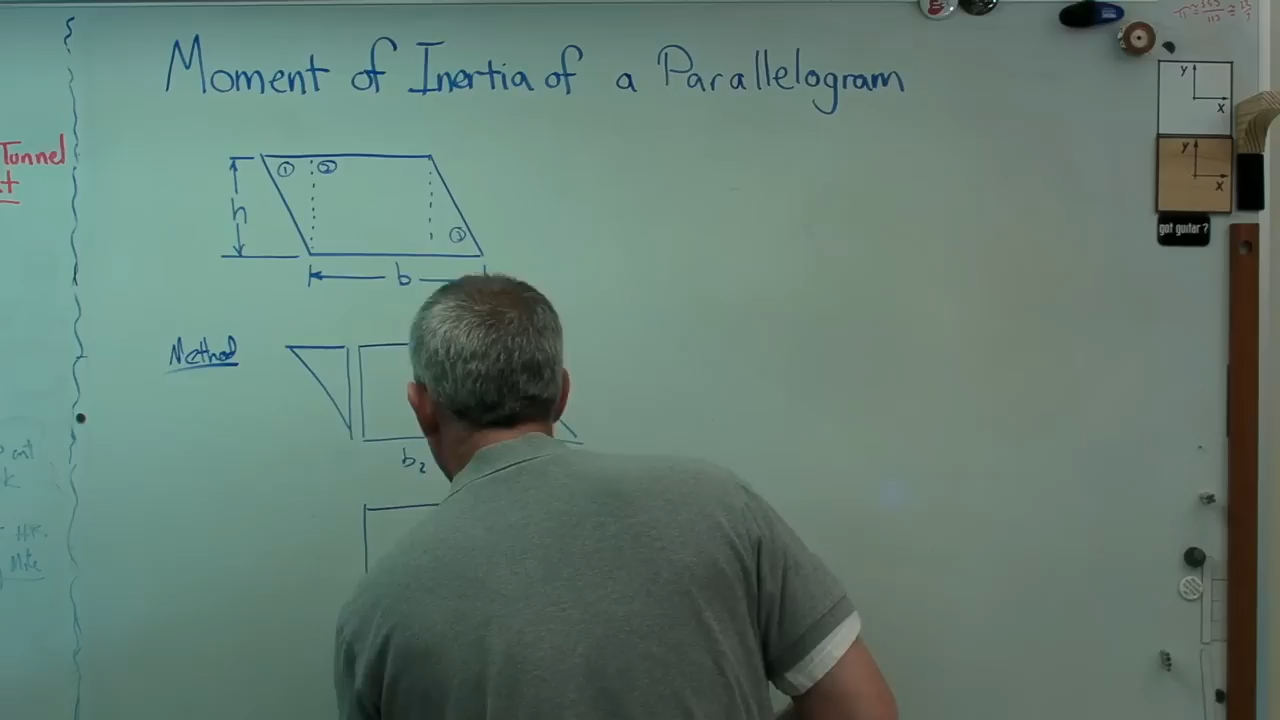 Moment of Inertia of a Parallelogram
Tunnel
① ②
h
③
b
Method
b₂
y
x
y
x
got guitar?